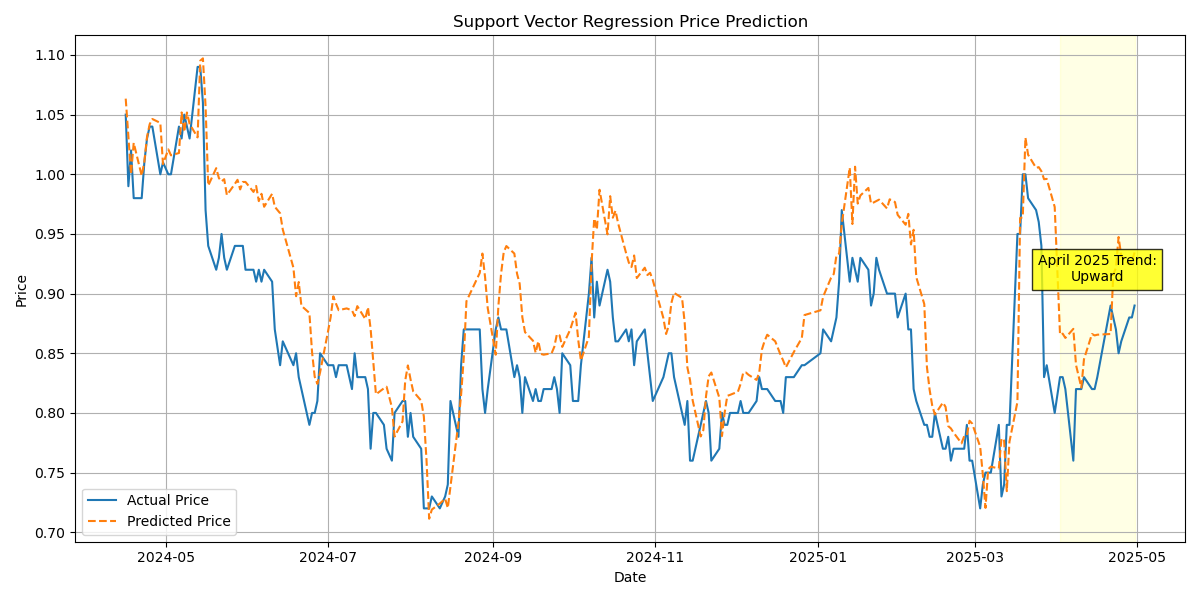 Support Vector Regression Price Prediction
1.10
1.05
1.00
0.95
0.90
0.85
0.80
0.75
0.70
Price
April 2025 Trend:
Upward
Actual Price
Predicted Price
2024-05
2024-07
2024-09
2024-11
2025-01
2025-03
2025-05
Date